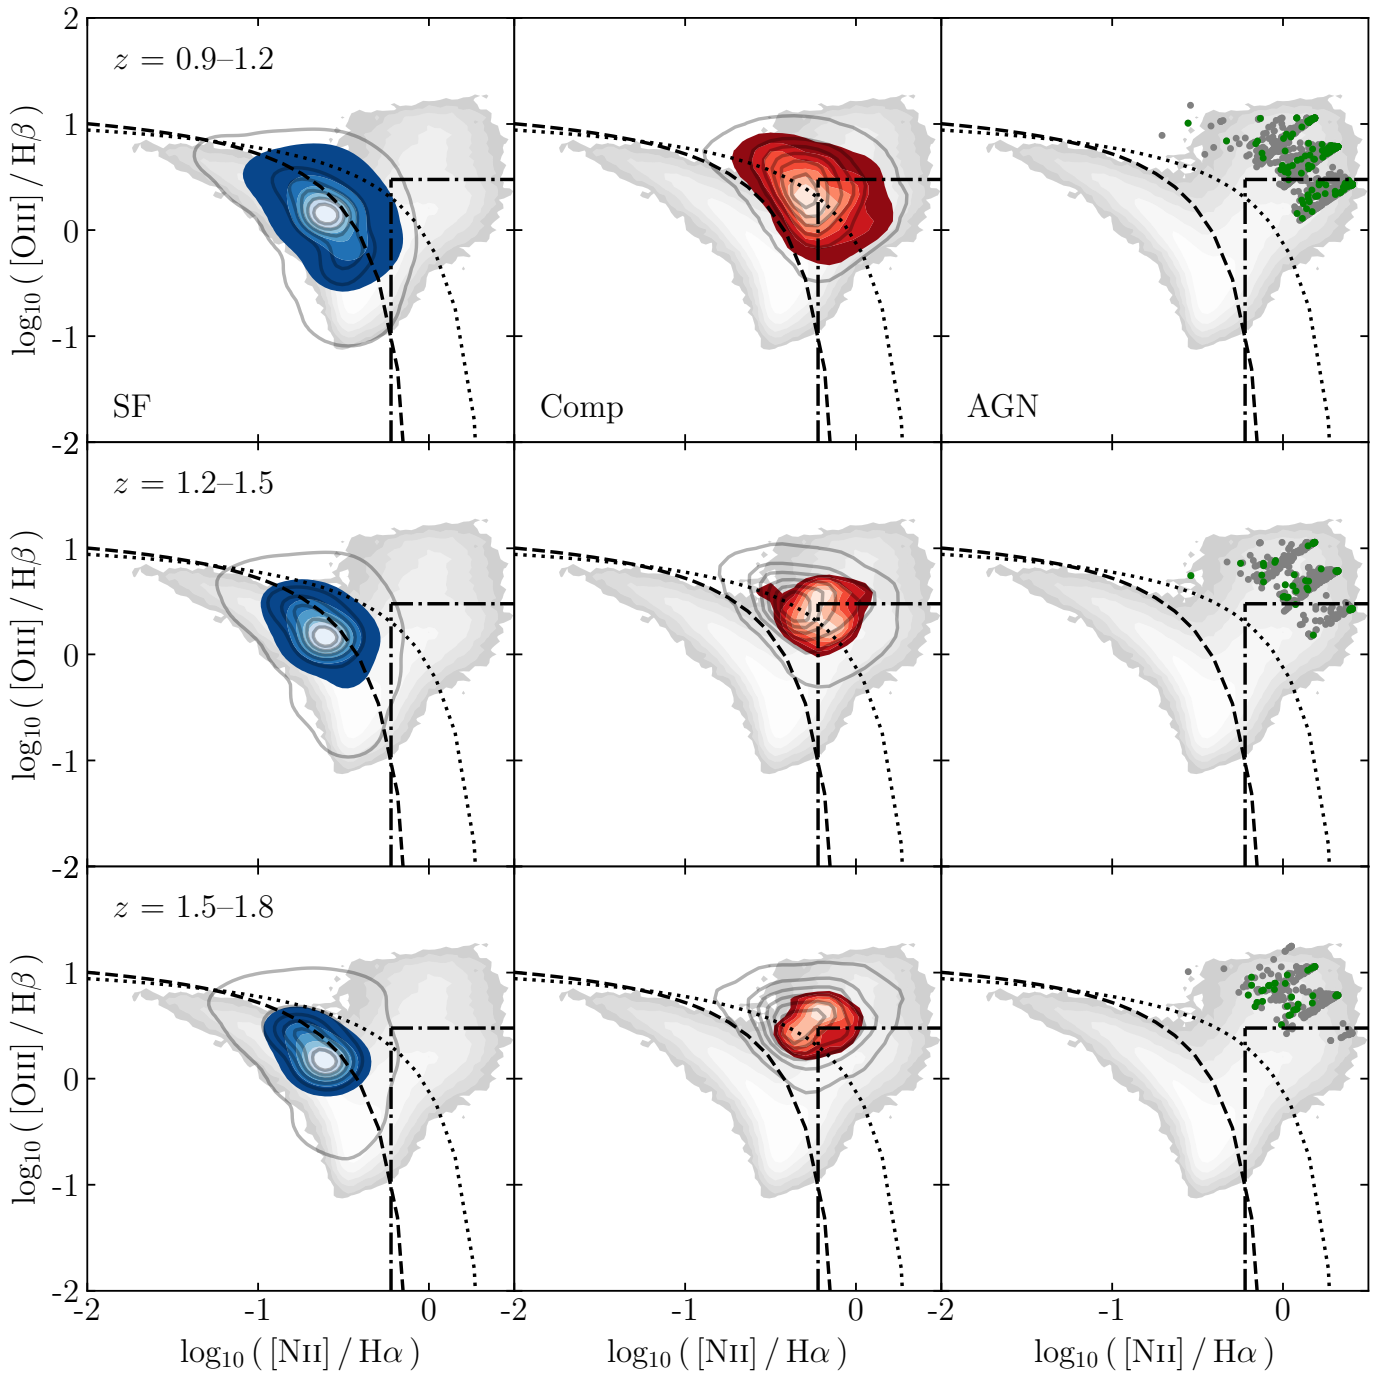 2
z = 0.9–1.2
1
log10 ( [OIII] / Hβ )
0
-1
SF
Comp
AGN
-2
z = 1.2–1.5
1
log10 ( [OIII] / Hβ )
0
-1
-2
z = 1.5–1.8
1
log10 ( [OIII] / Hβ )
0
-1
-2
-2 -1 0 -2 -1 0 -2 -1 0
log10 ( [NII] / Hα ) log10 ( [NII] / Hα ) log10 ( [NII] / Hα )